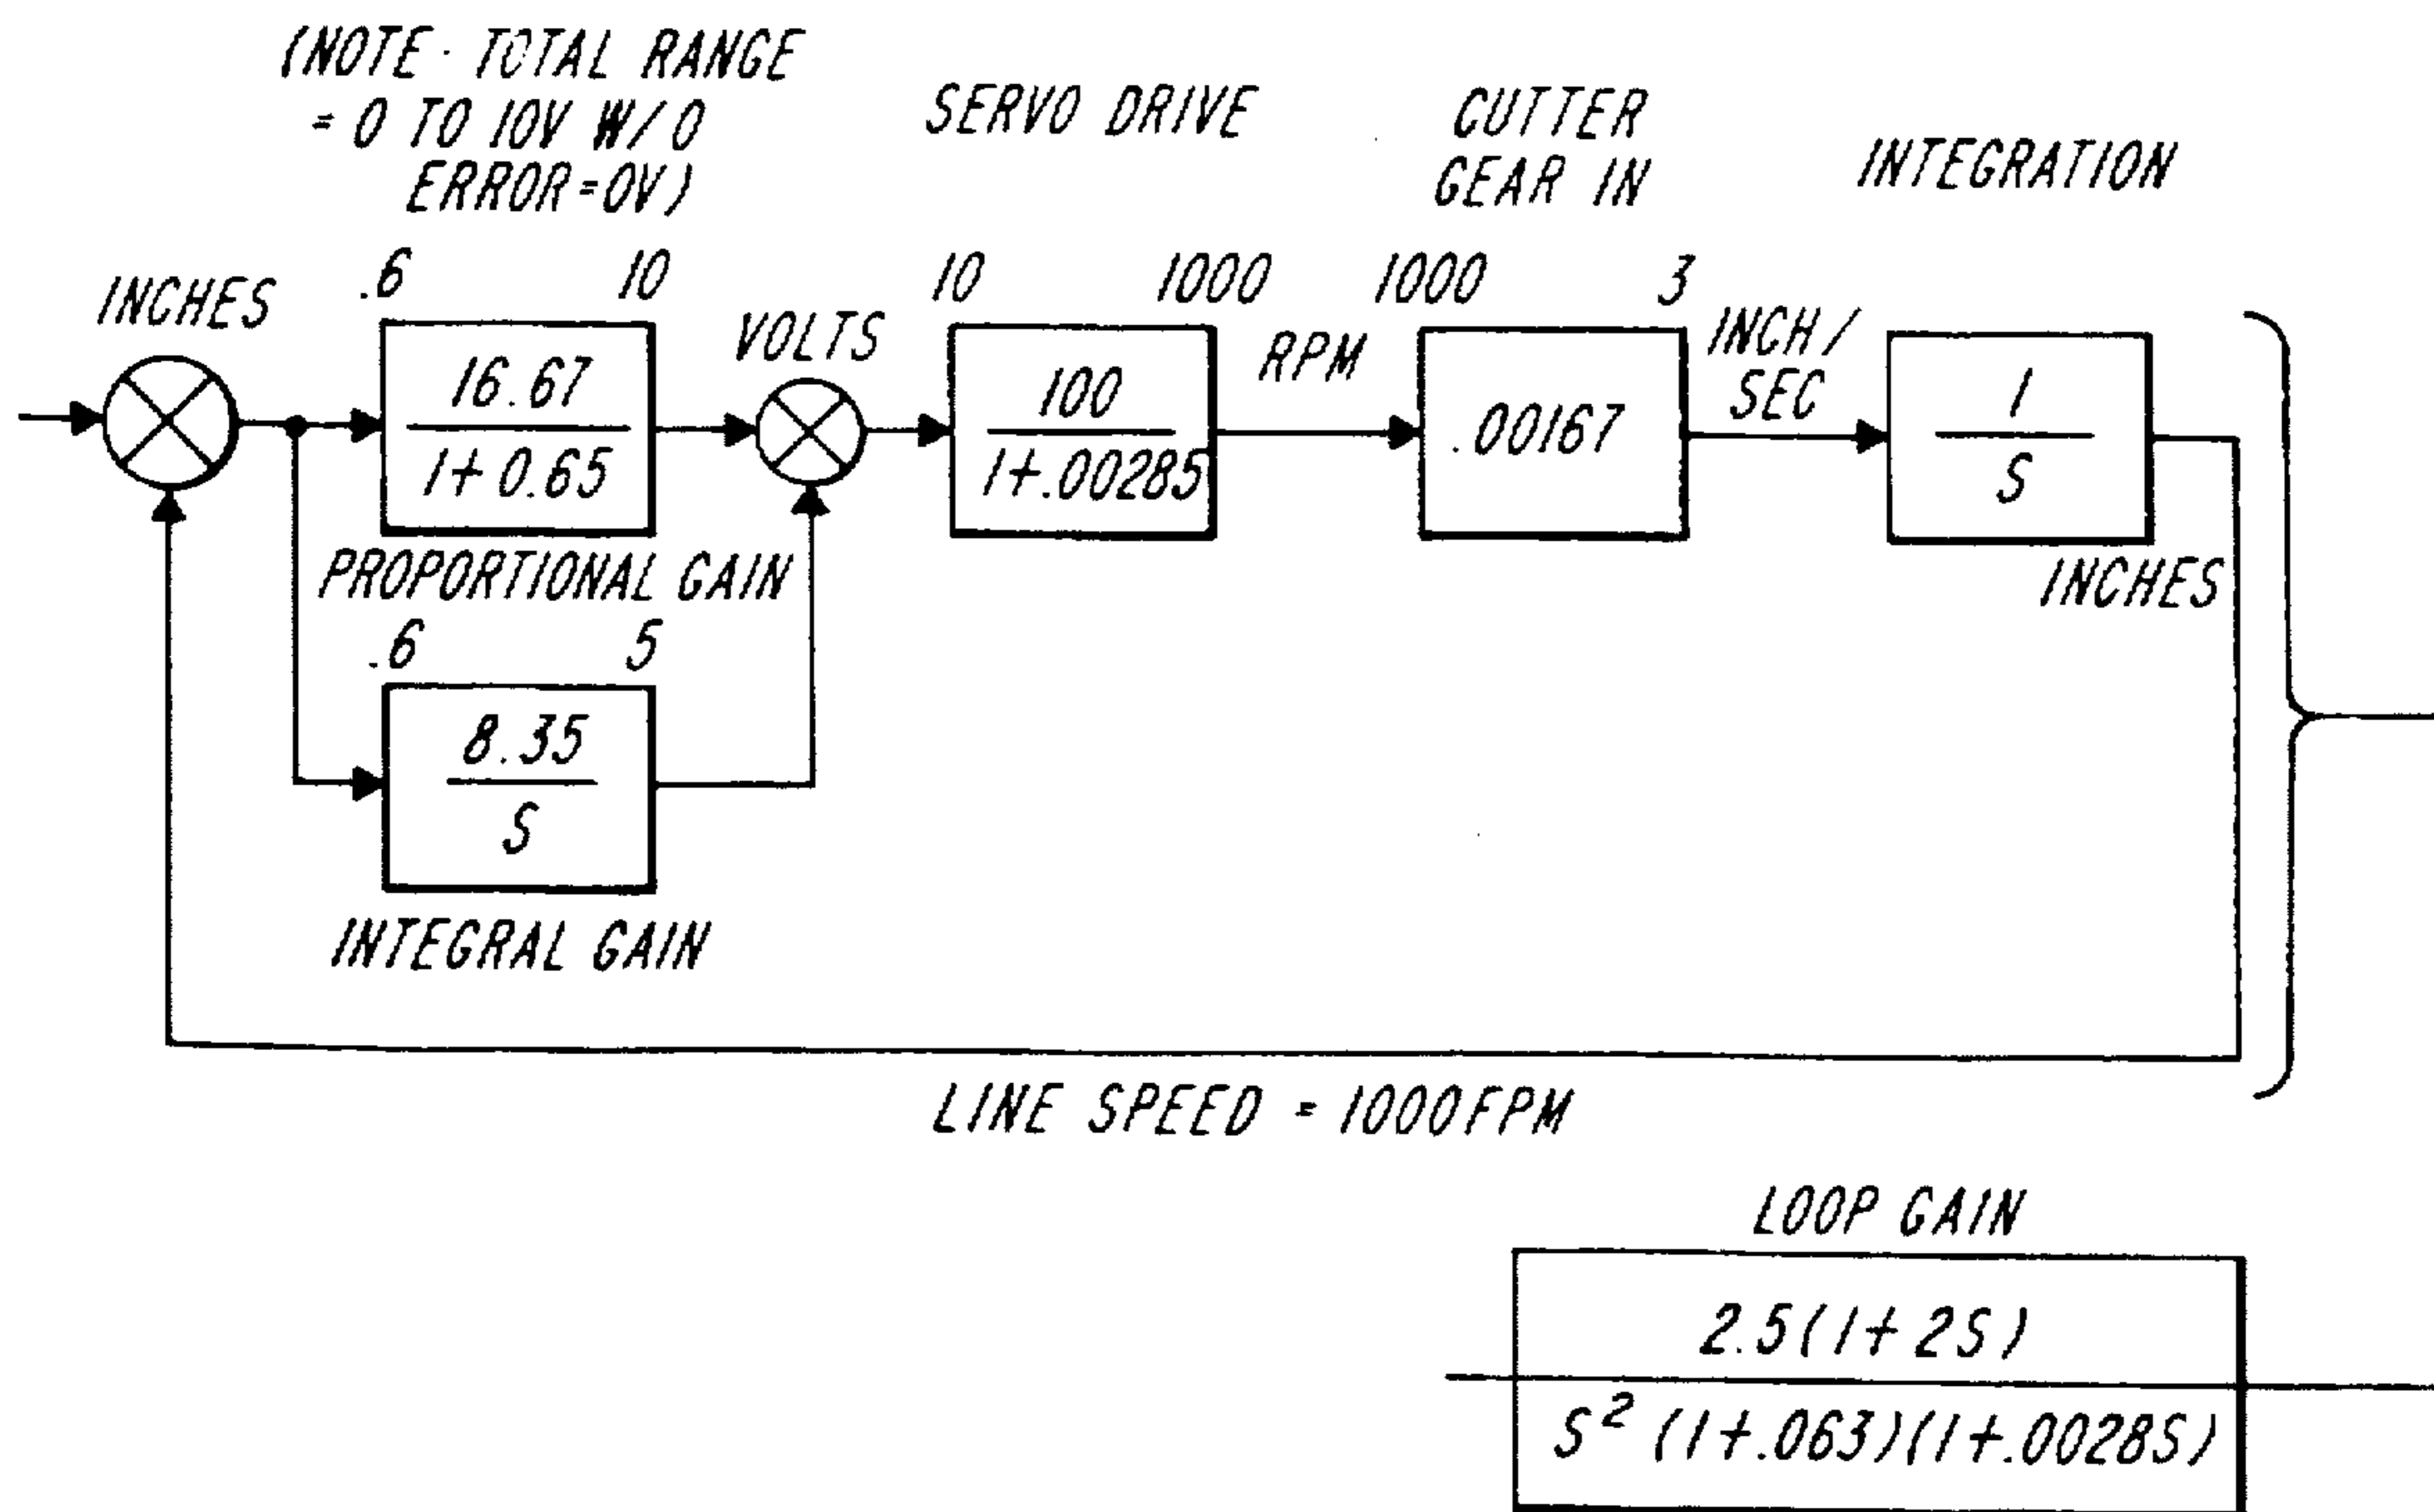 (NOTE· TOTAL RANGE
= 0 TO 10V W/ 0
ERROR=0V)
SERVO DRIVE
CUTTER
GEAR IN
INTEGRATION
INCHES
.6
10
16.67
1+0.65
PROPORTIONAL GAIN
VOLTS
10
1000
100
1+.00285
RPM
1000
3
.00167
INCH/
SEC
1
S
INCHES
.6
5
8.35
S
INTEGRAL GAIN
LINE SPEED = 1000FPM
LOOP GAIN
2.5(1+2S)
S² (1+.063)(1+.0028S)